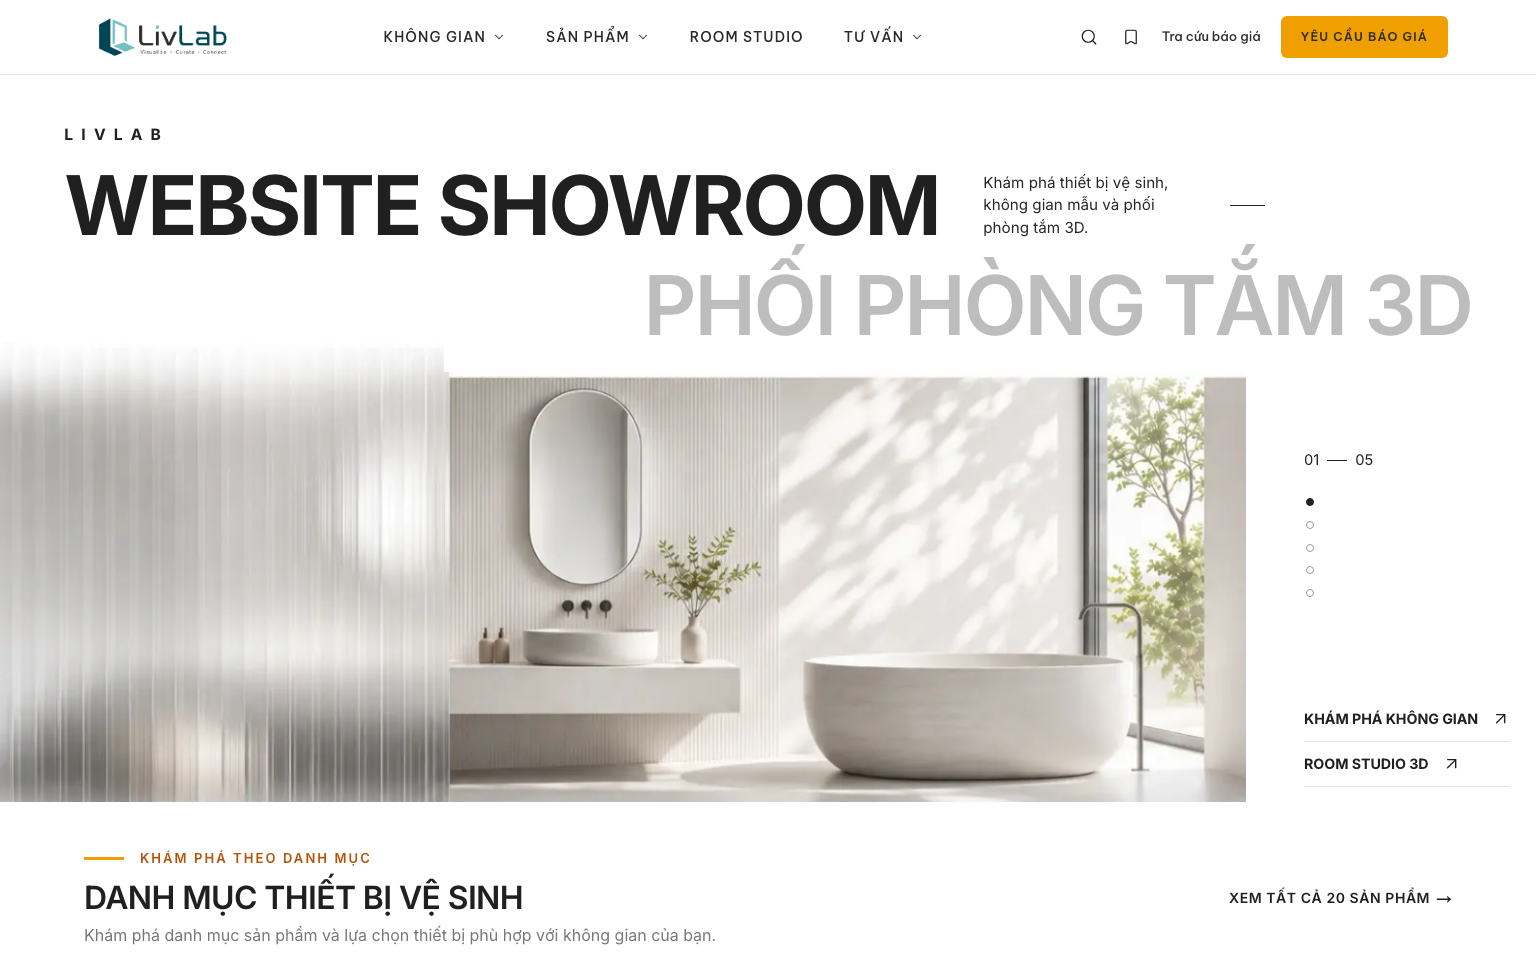 LivLab
Visualize • Curate • Connect
KHÔNG GIAN
SẢN PHẨM
ROOM STUDIO
TƯ VẤN
Tra cứu báo giá
YÊU CẦU BÁO GIÁ
LIVLAB
WEBSITE SHOWROOM
Khám phá thiết bị vệ sinh,
không gian mẫu và phối
phòng tắm 3D.
PHỐI PHÒNG TẮM 3D
01 — 05
KHÁM PHÁ KHÔNG GIAN
ROOM STUDIO 3D
KHÁM PHÁ THEO DANH MỤC
DANH MỤC THIẾT BỊ VỆ SINH
XEM TẤT CẢ 20 SẢN PHẨM →
Khám phá danh mục sản phẩm và lựa chọn thiết bị phù hợp với không gian của bạn.